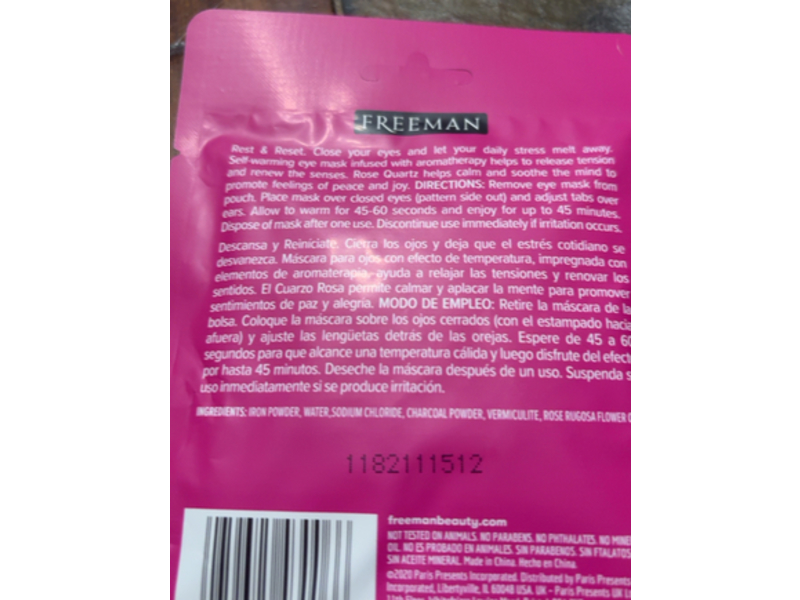 FREEMAN
Rest & Reset. Close your eyes and let your daily stress melt away.
Self-warming eye mask infused with aromatherapy helps to release tension
and renew the senses. Rose Quartz helps calm and soothe the mind to
promote feelings of peace and joy. DIRECTIONS: Remove eye mask from
pouch. Place mask over closed eyes (pattern side out) and adjust tabs over
ears. Allow to warm for 45-60 seconds and enjoy for up to 45 minutes.
Dispose of mask after one use. Discontinue use immediately if irritation occurs.
Descansa y Reiníciate. Cierra los ojos y deja que el estrés cotidiano se
desvanezca. Máscara para ojos con efecto de temperatura, impregnada con
elementos de aromaterapia, ayuda a relajar las tensiones y renovar los
sentidos. El Cuarzo Rosa permite calmar y aplacar la mente para promover
sentimientos de paz y alegría. MODO DE EMPLEO: Retire la máscara de la
bolsa. Coloque la máscara sobre los ojos cerrados (con el estampado hacia
afuera) y ajuste las lengüetas detrás de las orejas. Espere de 45 a 60
segundos para que alcance una temperatura cálida y luego disfrute del efect
por hasta 45 minutos. Deseche la máscara después de un uso. Suspenda s
uso inmediatamente si se produce irritación.
INGREDIENTS: IRON POWDER, WATER, SODIUM CHLORIDE, CHARCOAL POWDER, VERMICULITE, ROSE RUGOSA FLOWER O
1182111512
freemanbeauty.com
NOT TESTED ON ANIMALS. NO PARABENS. NO PHTHALATES. NO MINE
OIL. NO ES PROBADO EN ANIMALES. SIN PARABENOS. SIN FTALATOS
SIN ACEITE MINERAL. Made in China. Hecho en China.
©2020 Paris Presents Incorporated. Distributed by Paris Presents
Incorporated, Libertyville, IL 60048 USA. UK - Paris Presents UK L